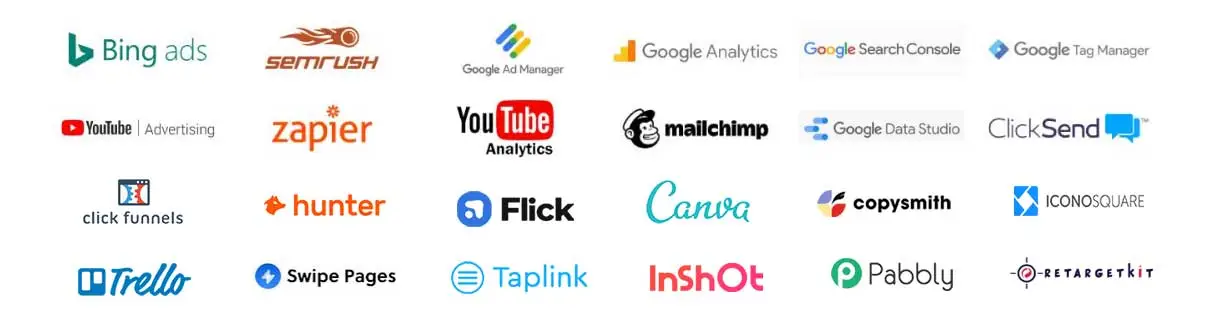 Bing ads
SEMRUSH
Google Ad Manager
Google Analytics
Google Search Console
Google Tag Manager
YouTube | Advertising
zapier
YouTube
Analytics
mailchimp
Google Data Studio
ClickSend™
click funnels
hunter
Flick
Canva
copysmith
ICONOSQUARE
Trello
Swipe Pages
Taplink
InShOt
Pabbly
RETARGETKIT